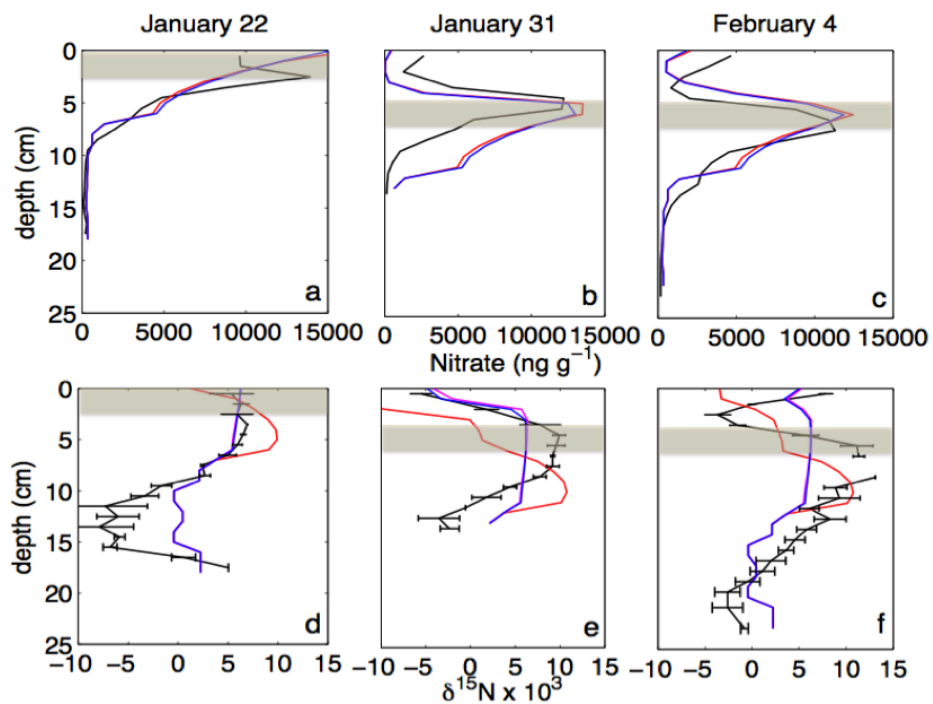 January 22 January 31 February 4
0
5
10
15
20
25
depth (cm)
a b c
0 5000 10000 15000 0 5000 10000 15000 0 5000 10000 15000
Nitrate (ng g⁻¹)
0
5
10
15
20
25
depth (cm)
d e f
-10 -5 0 5 10 15 -10 -5 0 5 10 15 -10 -5 0 5 10 15
δ¹⁵N x 10³